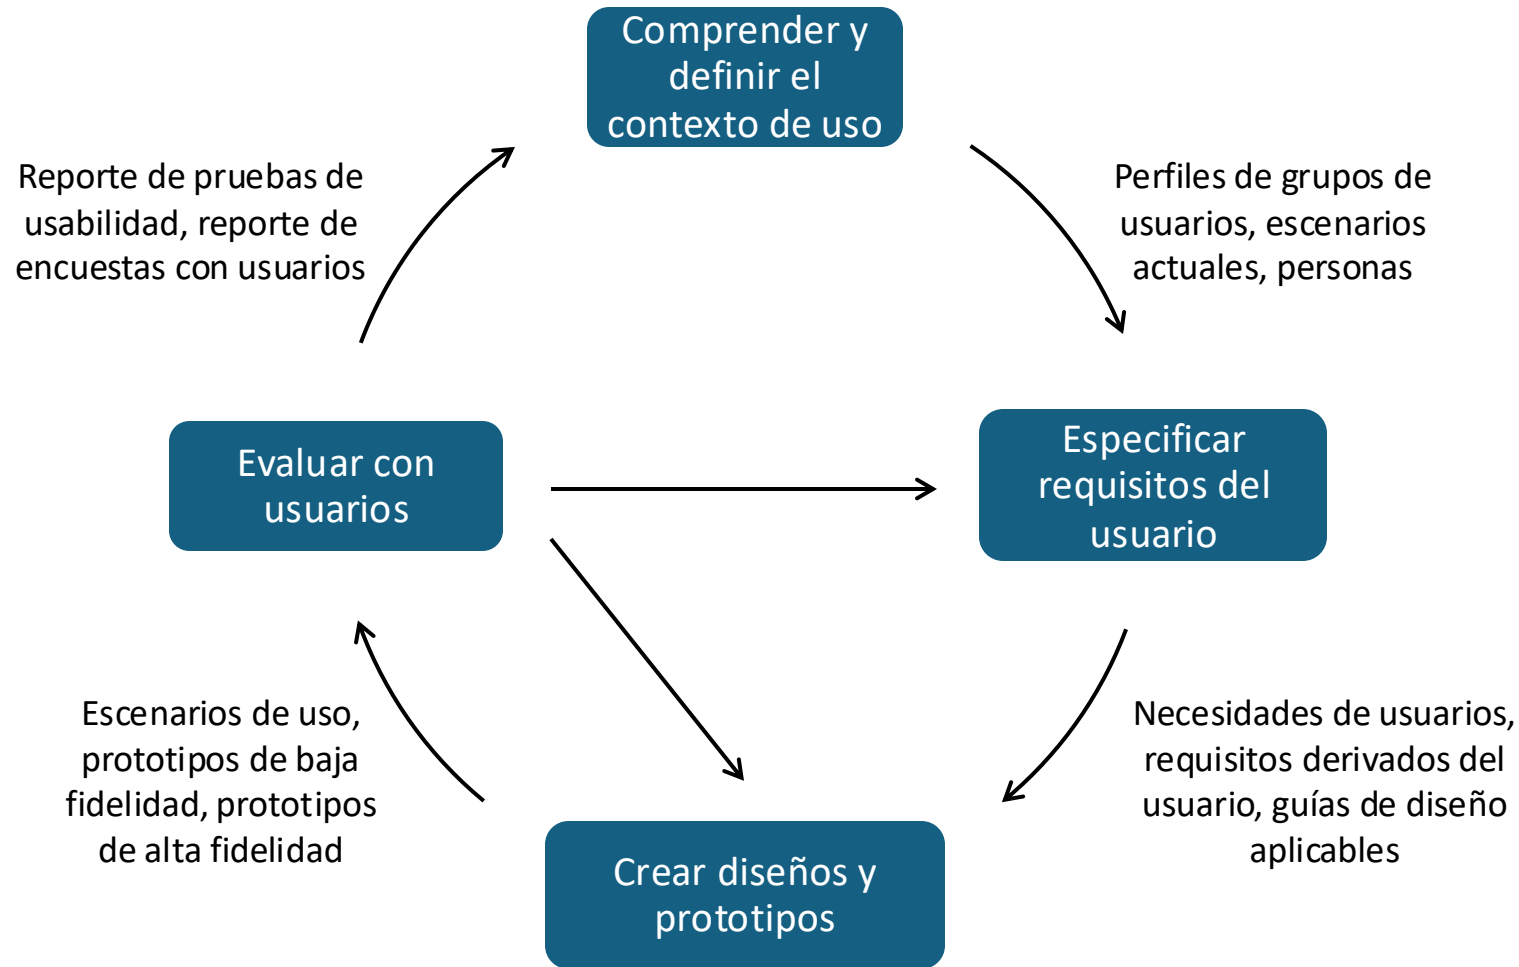 Comprender y
definir el
contexto de uso
Reporte de pruebas de
usabilidad, reporte de
encuestas con usuarios
Perfiles de grupos de
usuarios, escenarios
actuales, personas
Evaluar con
usuarios
Especificar
requisitos del
usuario
Escenarios de uso,
prototipos de baja
fidelidad, prototipos
de alta fidelidad
Necesidades de usuarios,
requisitos derivados del
usuario, guías de diseño
aplicables
Crear diseños y
prototipos